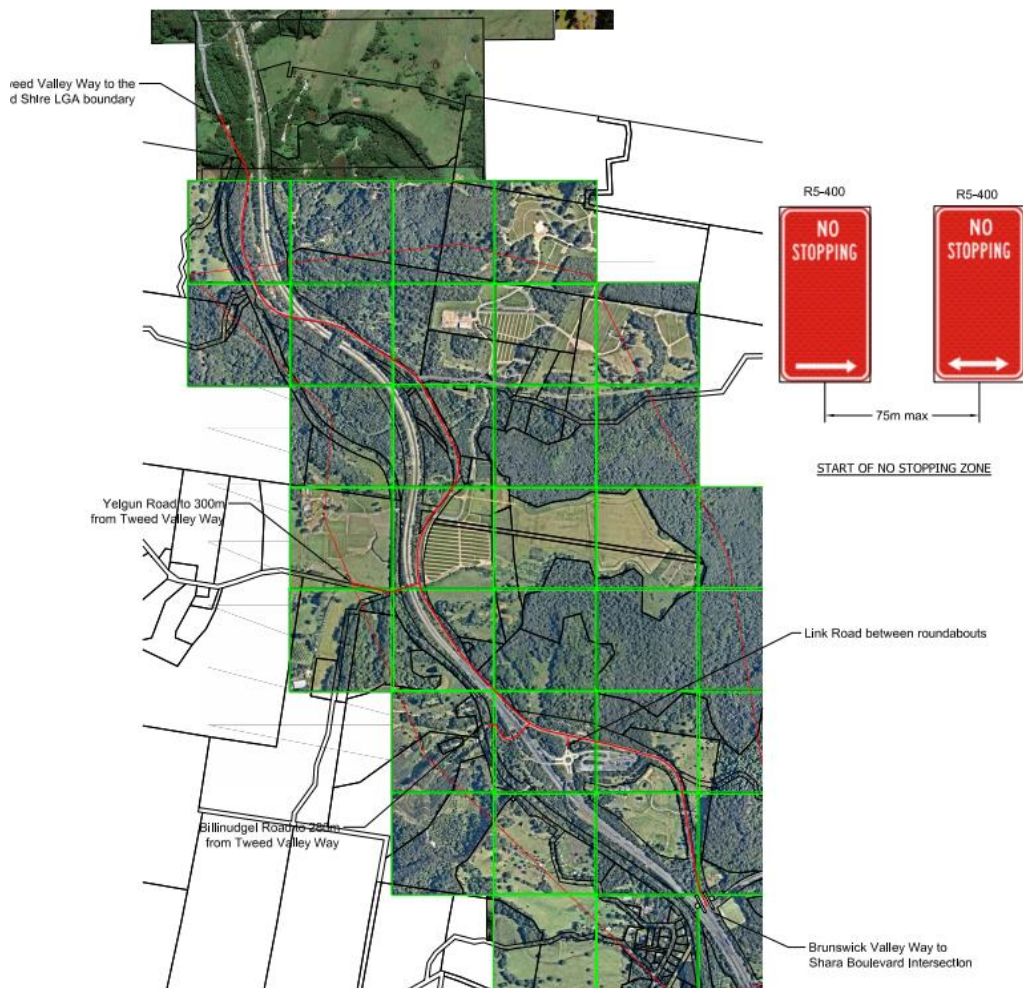 veed Valley Way to the
d Shire LGA boundary
R5-400
R5-400
NO
STOPPING
NO
STOPPING
75m max
START OF NO STOPPING ZONE
Yelgun Road to 300m
from Tweed Valley Way
Link Road between roundabouts
Billinudgel Road to 280m
from Tweed Valley Way
Brunswick Valley Way to
Shara Boulevard Intersection